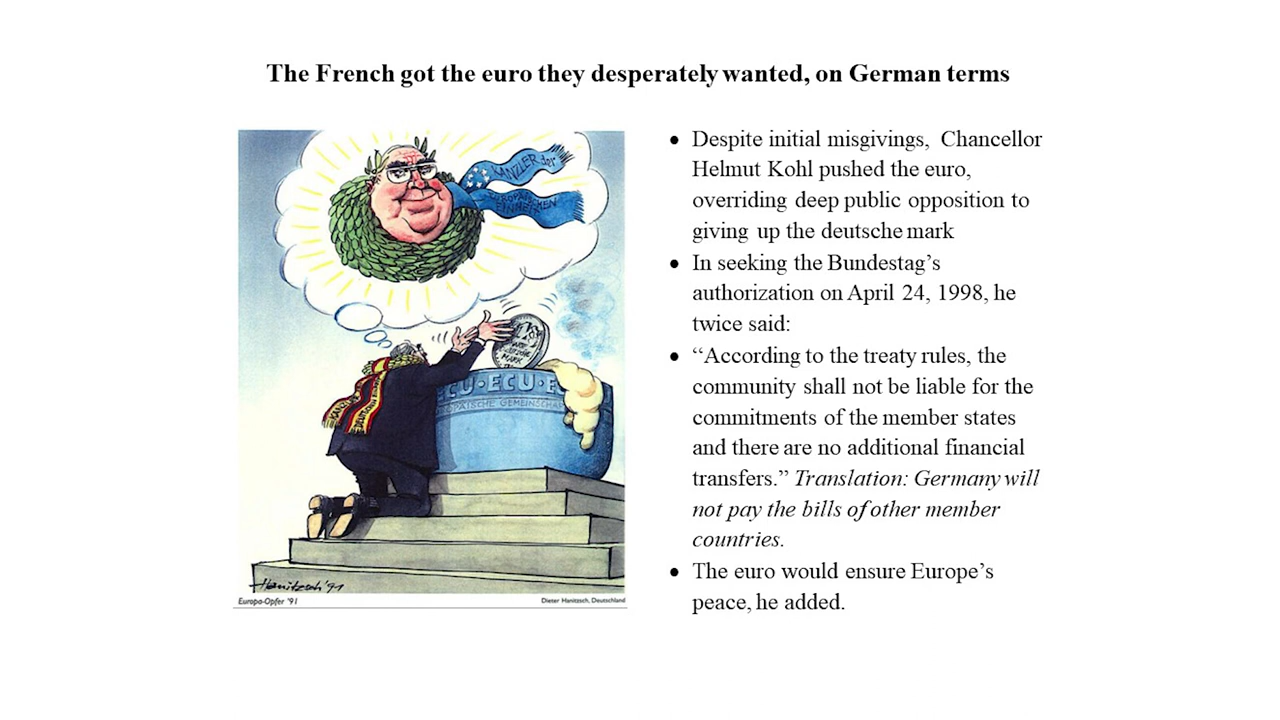 The French got the euro they desperately wanted, on German terms
KANZLER der
EUROPÄISCHEN
EINHEIT
DEUTSCHE
MARK
ECU·ECU·E
OPÄISCHE GEMEINSCHA
KANZLER
DEUTSCHEN
Hanitzsch '91
Europa-Opfer '91
Dieter Hanitzsch, Deutschland
• Despite initial misgivings, Chancellor
Helmut Kohl pushed the euro,
overriding deep public opposition to
giving up the deutsche mark
• In seeking the Bundestag’s
authorization on April 24, 1998, he
twice said:
• “According to the treaty rules, the
community shall not be liable for the
commitments of the member states
and there are no additional financial
transfers.” Translation: Germany will
not pay the bills of other member
countries.
• The euro would ensure Europe’s
peace, he added.